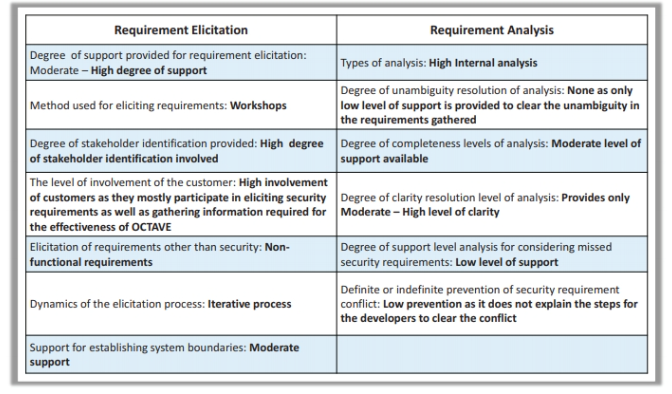 Requirement Elicitation
Requirement Analysis
Degree of support provided for requirement elicitation:
Moderate – High degree of support
Types of analysis: High Internal analysis
Method used for eliciting requirements: Workshops
Degree of unambiguity resolution of analysis: None as only
low level of support is provided to clear the unambiguity in
the requirements gathered
Degree of stakeholder identification provided: High degree
of stakeholder identification involved
Degree of completeness levels of analysis: Moderate level of
support available
The level of involvement of the customer: High involvement
of customers as they mostly participate in eliciting security
requirements as well as gathering information required for
the effectiveness of OCTAVE
Degree of clarity resolution level of analysis: Provides only
Moderate – High level of clarity
Elicitation of requirements other than security: Non-
functional requirements
Degree of support level analysis for considering missed
security requirements: Low level of support
Dynamics of the elicitation process: Iterative process
Definite or indefinite prevention of security requirement
conflict: Low prevention as it does not explain the steps for
the developers to clear the conflict
Support for establishing system boundaries: Moderate
support